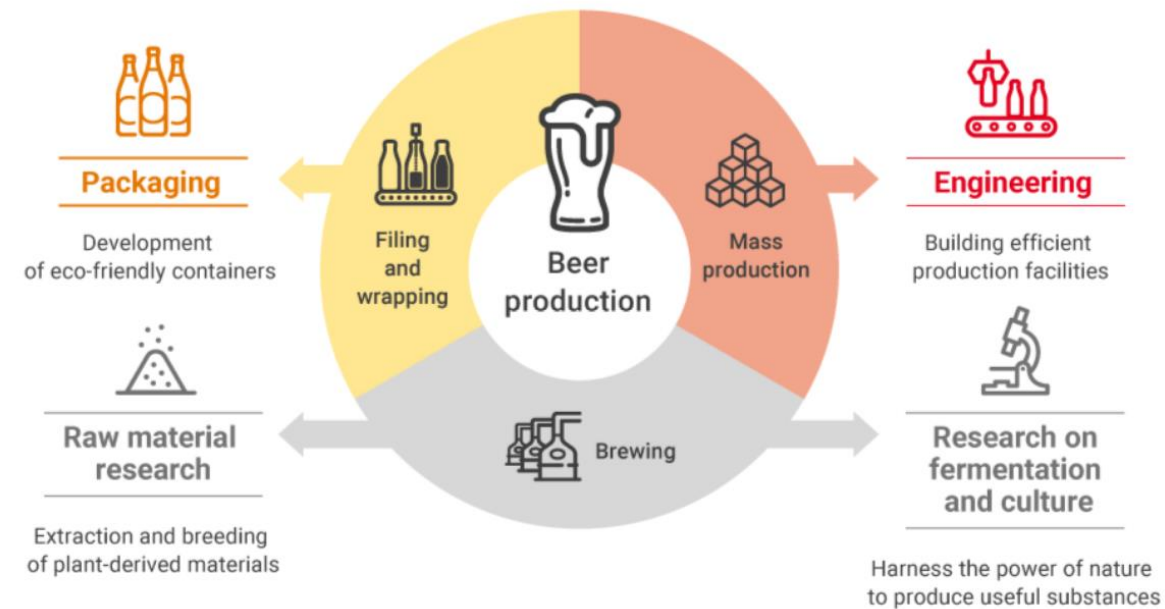 Packaging
Development
of eco-friendly containers
Raw material
research
Extraction and breeding
of plant-derived materials
Filing
and
wrapping
Beer
production
Mass
production
Brewing
Engineering
Building efficient
production facilities
Research on
fermentation
and culture
Harness the power of nature
to produce useful substances